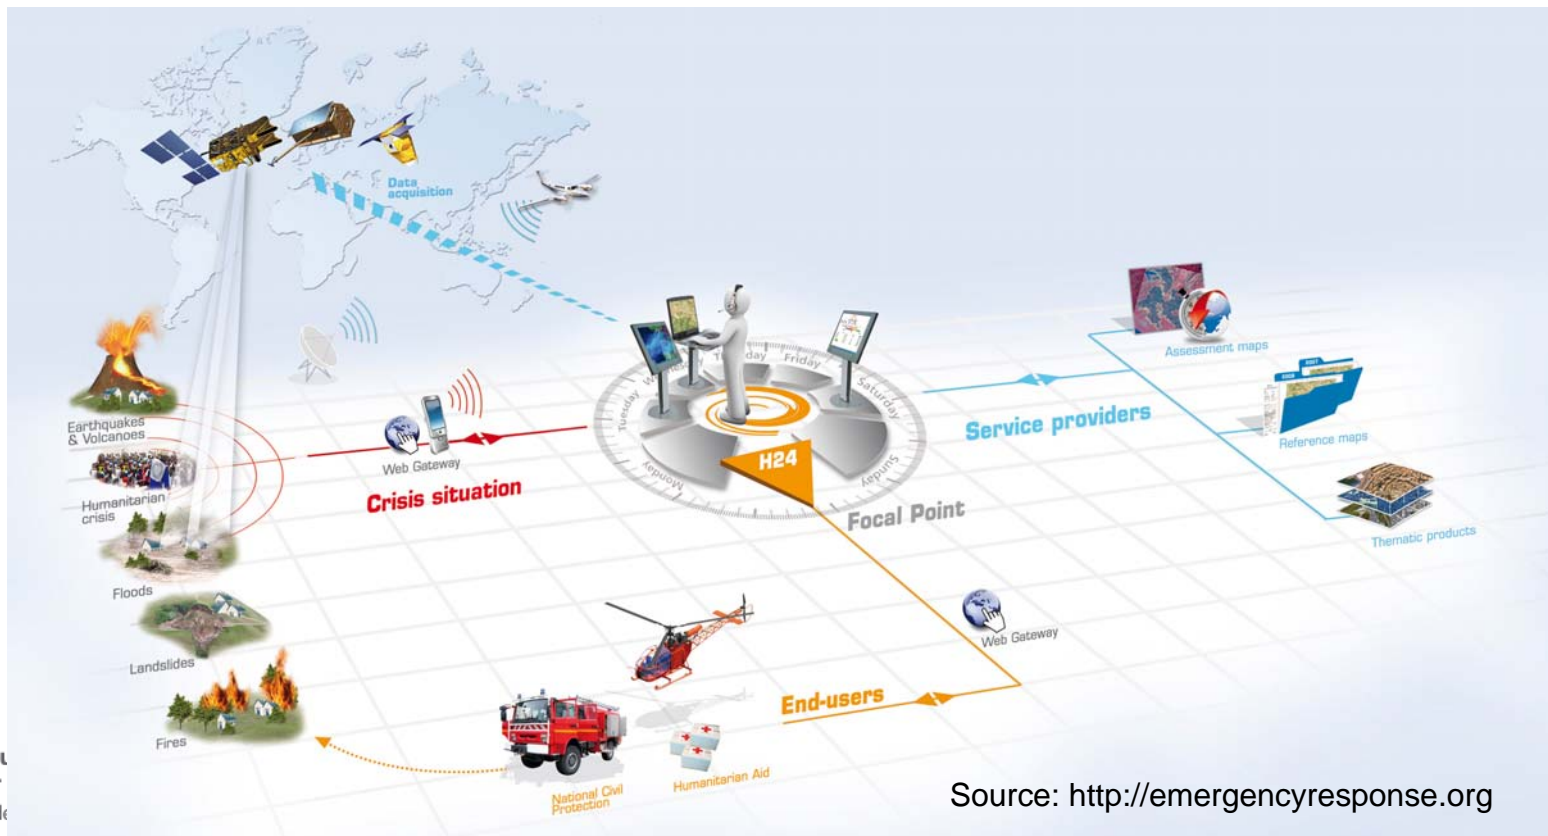 Data
acquisition
Earthquakes
& Volcanoes
Humanitarian
crisis
Floods
Landslides
Fires
Web Gateway
Crisis situation
Monday
Tuesday
Friday
Saturday
Sunday
H24
Focal Point
Service providers
Assessment maps
Reference maps
Thematic products
Web Gateway
End-users
National Civil
Protection
Humanitarian Aid
Source: http://emergencyresponse.org